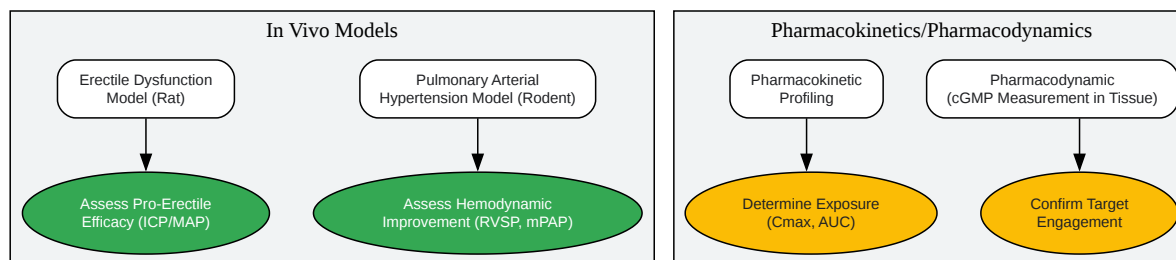 In Vivo Models
Erectile Dysfunction
Model (Rat)
Pulmonary Arterial
Hypertension Model (Rodent)
Assess Pro-Erectile
Efficacy (ICP/MAP)
Assess Hemodynamic
Improvement (RVSP, mPAP)
Pharmacokinetics/Pharmacodynamics
Pharmacokinetic
Profiling
Pharmacodynamic
(cGMP Measurement in Tissue)
Determine Exposure
(Cmax, AUC)
Confirm Target
Engagement